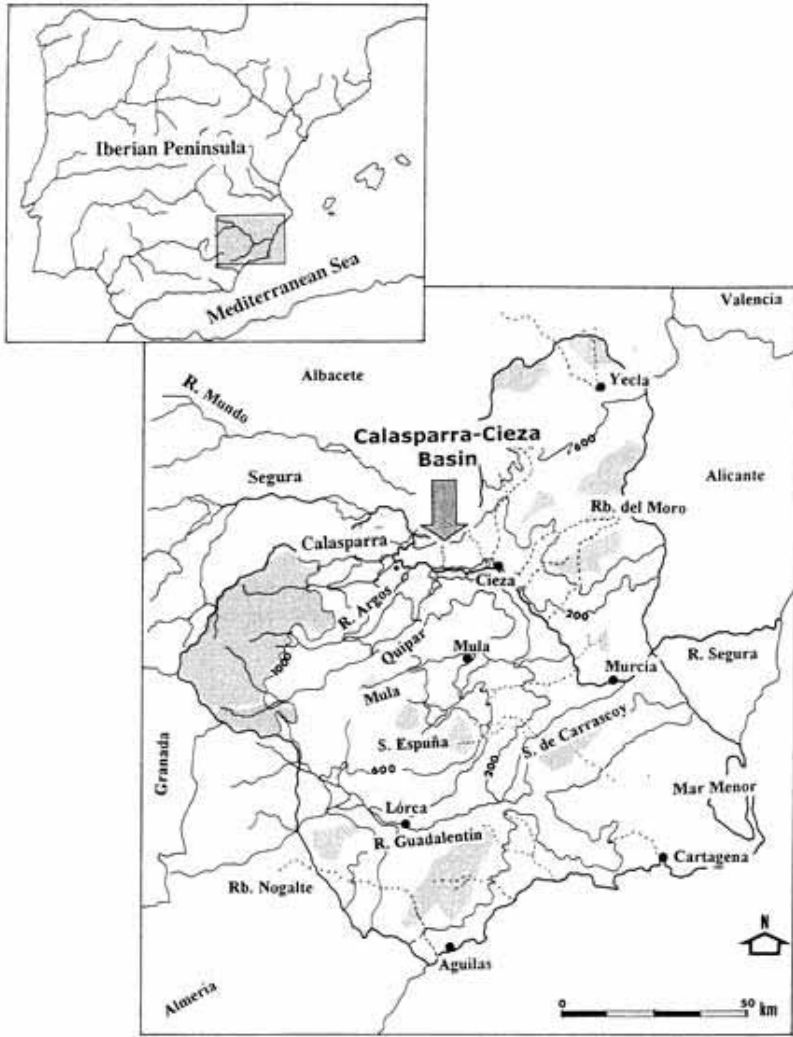 Iberian Peninsula
Mediterranean Sea
Valencia
Albacete
Yecla
R. Mundo
Calasparra-Cieza
Basin
600
Segura
Alicante
Rb. del Moro
Calasparra
Cieza
R. Argos
200
1000
Quipar
Mula
Murcia
R. Segura
Mula
S. Espuña
S. de Carrascoy
600
200
Granada
Mar Menor
Lórca
R. Guadalentín
Cartagena
Rb. Nogalte
N
Aguilas
Almería
0 50
km